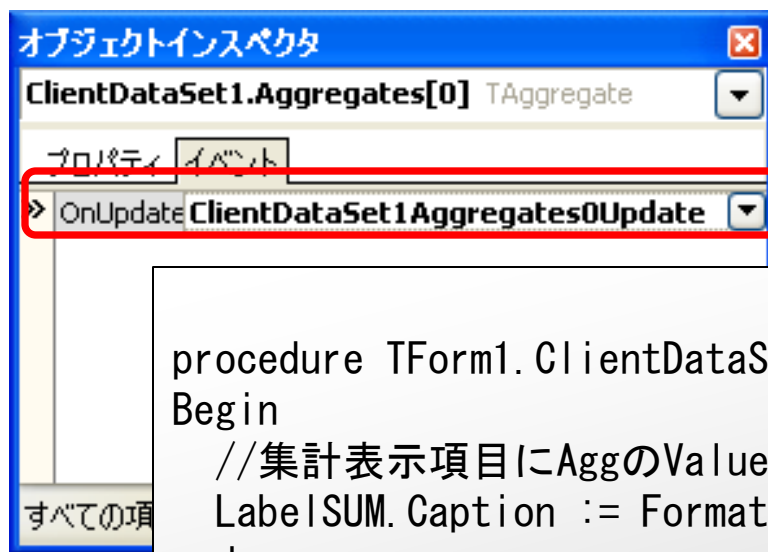 オブジェクトインスペクタ
ClientDataSet1.Aggregates[0] TAggregate
プロパティ イベント
» OnUpdate ClientDataSet1Aggregates0Update
procedure TForm1.ClientDataS
Begin
//集計表示項目にAggのValue
LabelSUM.Caption := Format
すべての項